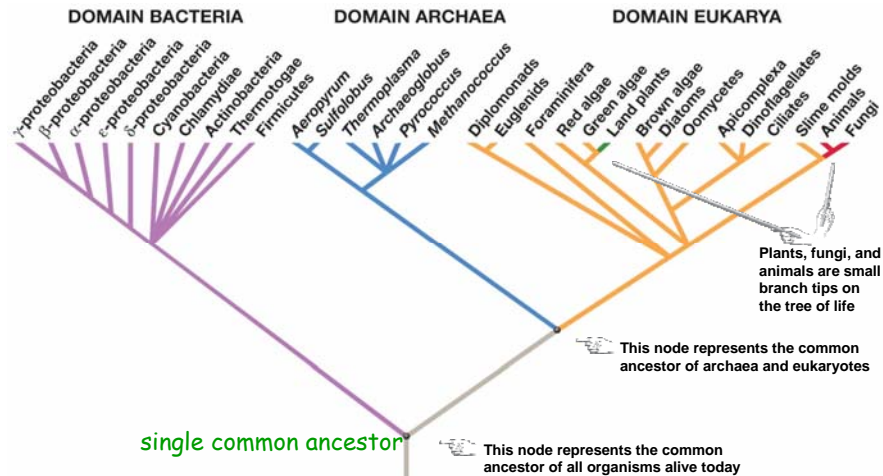 DOMAIN BACTERIA
DOMAIN ARCHAEA
DOMAIN EUKARYA
γ-proteobacteria
β-proteobacteria
α-proteobacteria
ε-proteobacteria
δ-proteobacteria
Cyanobacteria
Chlamydiae
Actinobacteria
Thermotogae
Firmicutes
Aeropyrum
Sulfolobus
Thermoplasma
Archaeoglobus
Pyrococcus
Methanococcus
Diplomonads
Euglenids
Foraminifera
Red algae
Green algae
Land plants
Brown algae
Diatoms
Oomycetes
Apicomplexa
Dinoflagellates
Ciliates
Slime molds
Animals
Fungi
Plants, fungi, and
animals are small
branch tips on
the tree of life
This node represents the common
ancestor of archaea and eukaryotes
single common ancestor
This node represents the common
ancestor of all organisms alive today